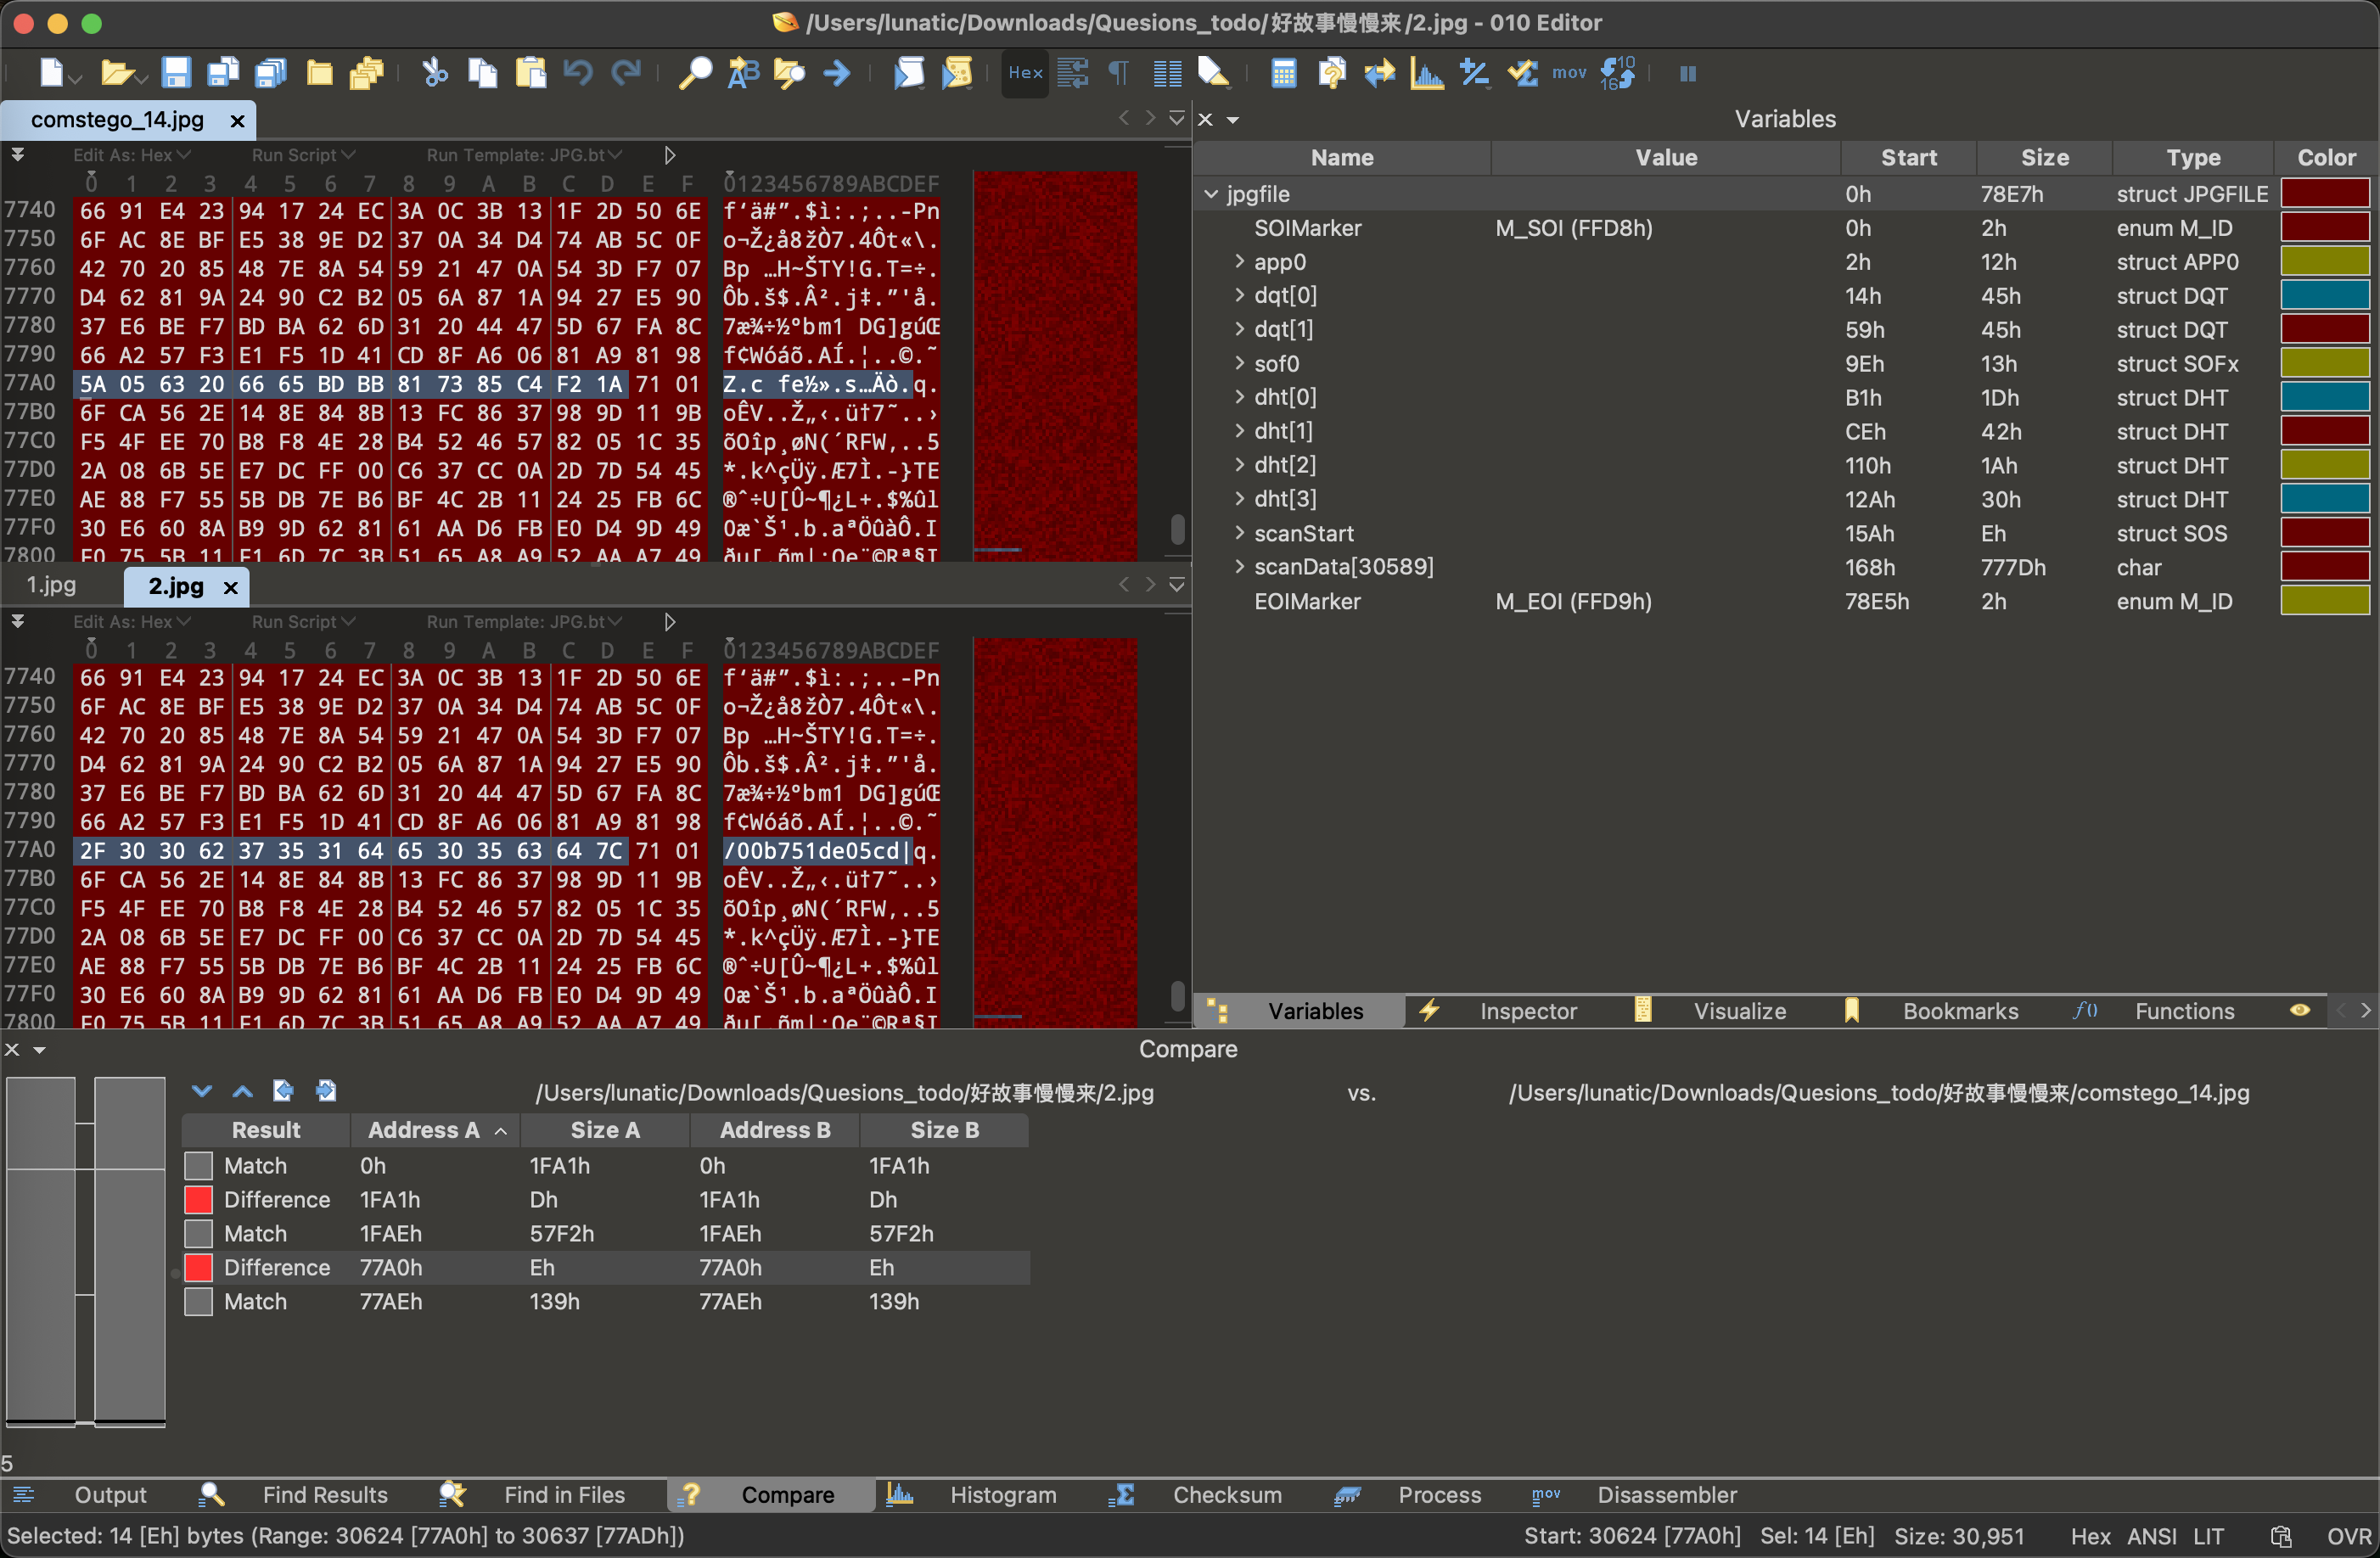 /Users/lunatic/Downloads/Quesions_todo/好故事慢慢来/2.jpg - 010 Editor
Hex
mov
10
16
comstego_14.jpg
Edit As: Hex Run Script Run Template: JPG.bt
0 1 2 3 4 5 6 7 8 9 A B C D E F 0123456789ABCDEF
7740 66 91 E4 23 94 17 24 EC 3A 0C 3B 13 1F 2D 50 6E f‘ä#”.$ì:.;..-Pn
7750 6F AC 8E BF E5 38 9E D2 37 0A 34 D4 74 AB 5C 0F o¬Ž¿å8žÒ7.4Ôt«\.
7760 42 70 20 85 48 7E 8A 54 59 21 47 0A 54 3D F7 07 Bp …H~ŠTY!G.T=÷.
7770 D4 62 81 9A 24 90 C2 B2 05 6A 87 1A 94 27 E5 90 Ôb.š$.Â².j‡.”'å.
7780 37 E6 BE F7 BD BA 62 6D 31 20 44 47 5D 67 FA 8C 7æ¾÷½ºbm1 DG]gúŒ
7790 66 A2 57 F3 E1 F5 1D 41 CD 8F A6 06 81 A9 81 98 f¢Wóáõ.AÍ.¦..©.˜
77A0 5A 05 63 20 66 65 BD BB 81 73 85 C4 F2 1A 71 01 Z.c fe½».s…Äò.q.
77B0 6F CA 56 2E 14 8E 84 8B 13 FC 86 37 98 9D 11 9B oÊV..Ž„‹.ü†7˜..›
77C0 F5 4F EE 70 B8 F8 4E 28 B4 52 46 57 82 05 1C 35 õOîp¸øN(´RFW‚..5
77D0 2A 08 6B 5E E7 DC FF 00 C6 37 CC 0A 2D 7D 54 45 *.k^çÜÿ.Æ7Ì.-}TE
77E0 AE 88 F7 55 5B DB 7E B6 BF 4C 2B 11 24 25 FB 6C ®ˆ÷U[Û~¶¿L+.$%ûl
77F0 30 E6 60 8A B9 9D 62 81 61 AA D6 FB E0 D4 9D 49 0æ`Š¹.b.aªÖûàÔ.I
7800 F0 75 5B 11 F1 6D 7C 3B 51 65 A8 A9 52 AA A7 49 ðu[.ñm|;Qe¨©Rª§I
1.jpg 2.jpg
Edit As: Hex Run Script Run Template: JPG.bt
0 1 2 3 4 5 6 7 8 9 A B C D E F 0123456789ABCDEF
7740 66 91 E4 23 94 17 24 EC 3A 0C 3B 13 1F 2D 50 6E f‘ä#”.$ì:.;..-Pn
7750 6F AC 8E BF E5 38 9E D2 37 0A 34 D4 74 AB 5C 0F o¬Ž¿å8žÒ7.4Ôt«\.
7760 42 70 20 85 48 7E 8A 54 59 21 47 0A 54 3D F7 07 Bp …H~ŠTY!G.T=÷.
7770 D4 62 81 9A 24 90 C2 B2 05 6A 87 1A 94 27 E5 90 Ôb.š$.Â².j‡.”'å.
7780 37 E6 BE F7 BD BA 62 6D 31 20 44 47 5D 67 FA 8C 7æ¾÷½ºbm1 DG]gúŒ
7790 66 A2 57 F3 E1 F5 1D 41 CD 8F A6 06 81 A9 81 98 f¢Wóáõ.AÍ.¦..©.˜
77A0 2F 30 30 62 37 35 31 64 65 30 35 63 64 7C 71 01 /00b751de05cd|q.
77B0 6F CA 56 2E 14 8E 84 8B 13 FC 86 37 98 9D 11 9B oÊV..Ž„‹.ü†7˜..›
77C0 F5 4F EE 70 B8 F8 4E 28 B4 52 46 57 82 05 1C 35 õOîp¸øN(´RFW‚..5
77D0 2A 08 6B 5E E7 DC FF 00 C6 37 CC 0A 2D 7D 54 45 *.k^çÜÿ.Æ7Ì.-}TE
77E0 AE 88 F7 55 5B DB 7E B6 BF 4C 2B 11 24 25 FB 6C ®ˆ÷U[Û~¶¿L+.$%ûl
77F0 30 E6 60 8A B9 9D 62 81 61 AA D6 FB E0 D4 9D 49 0æ`Š¹.b.aªÖûàÔ.I
7800 F0 75 5B 11 F1 6D 7C 3B 51 65 A8 A9 52 AA A7 49 ðu[.ñm|;Qe¨©Rª§I
Variables
Name Value Start Size Type Color
jpgfile 0h 78E7h struct JPGFILE
SOIMarker M_SOI (FFD8h) 0h 2h enum M_ID
app0 2h 12h struct APP0
dqt[0] 14h 45h struct DQT
dqt[1] 59h 45h struct DQT
sof0 9Eh 13h struct SOFx
dht[0] B1h 1Dh struct DHT
dht[1] CEh 42h struct DHT
dht[2] 110h 1Ah struct DHT
dht[3] 12Ah 30h struct DHT
scanStart 15Ah Eh struct SOS
scanData[30589] 168h 777Dh char
EOIMarker M_EOI (FFD9h) 78E5h 2h enum M_ID
Variables Inspector Visualize Bookmarks f() Functions
Compare
/Users/lunatic/Downloads/Quesions_todo/好故事慢慢来/2.jpg vs. /Users/lunatic/Downloads/Quesions_todo/好故事慢慢来/comstego_14.jpg
Result Address A Size A Address B Size B
Match 0h 1FA1h 0h 1FA1h
Difference 1FA1h Dh 1FA1h Dh
Match 1FAEh 57F2h 1FAEh 57F2h
Difference 77A0h Eh 77A0h Eh
Match 77AEh 139h 77AEh 139h
5
Output Find Results Find in Files Compare Histogram Checksum Process mov Disassembler
Selected: 14 [Eh] bytes (Range: 30624 [77A0h] to 30637 [77ADh]) Start: 30624 [77A0h] Sel: 14 [Eh] Size: 30,951 Hex ANSI LIT OVR